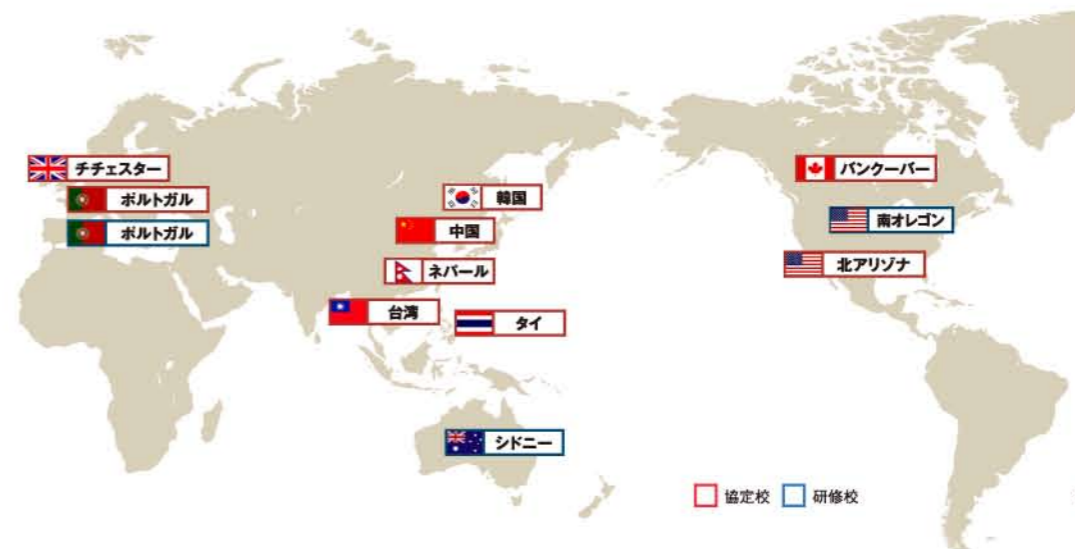 チチェスター
ポルトガル
ポルトガル
韓国
中国
ネパール
台湾
タイ
シドニー
バンクーバー
南オレゴン
北アリゾナ
協定校
研修校